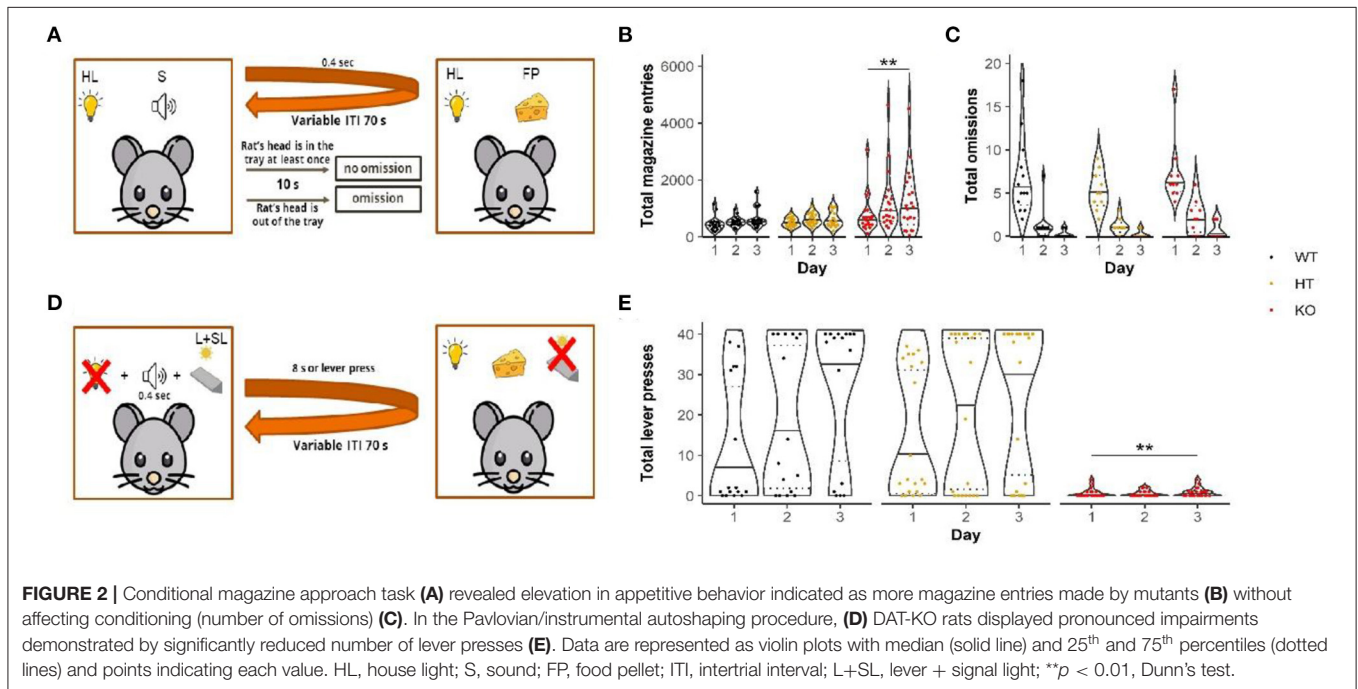 A
HL
S
0.4 sec
HL
FP
Variable ITI 70 s
Rat's head is in
the tray at least once
no omission
10 s
omission
Rat's head is
out of the tray
B
Total magazine entries
6000
4000
2000
0
**
1 2 3 1 2 3 1 2 3
Day
C
Total omissions
20
15
10
5
0
1 2 3 1 2 3 1 2 3
Day
WT
HT
KO
D
L+SL
+ +
0.4 sec
8 s or lever press
Variable ITI 70 s
E
Total lever presses
40
30
20
10
0
**
1 2 3 1 2 3 1 2 3
Day
FIGURE 2 | Conditional magazine approach task (A) revealed elevation in appetitive behavior indicated as more magazine entries made by mutants (B) without
affecting conditioning (number of omissions) (C). In the Pavlovian/instrumental autoshaping procedure, (D) DAT-KO rats displayed pronounced impairments
demonstrated by significantly reduced number of lever presses (E). Data are represented as violin plots with median (solid line) and 25th and 75th percentiles (dotted
lines) and points indicating each value. HL, house light; S, sound; FP, food pellet; ITI, intertrial interval; L+SL, lever + signal light; **p < 0.01, Dunn's test.